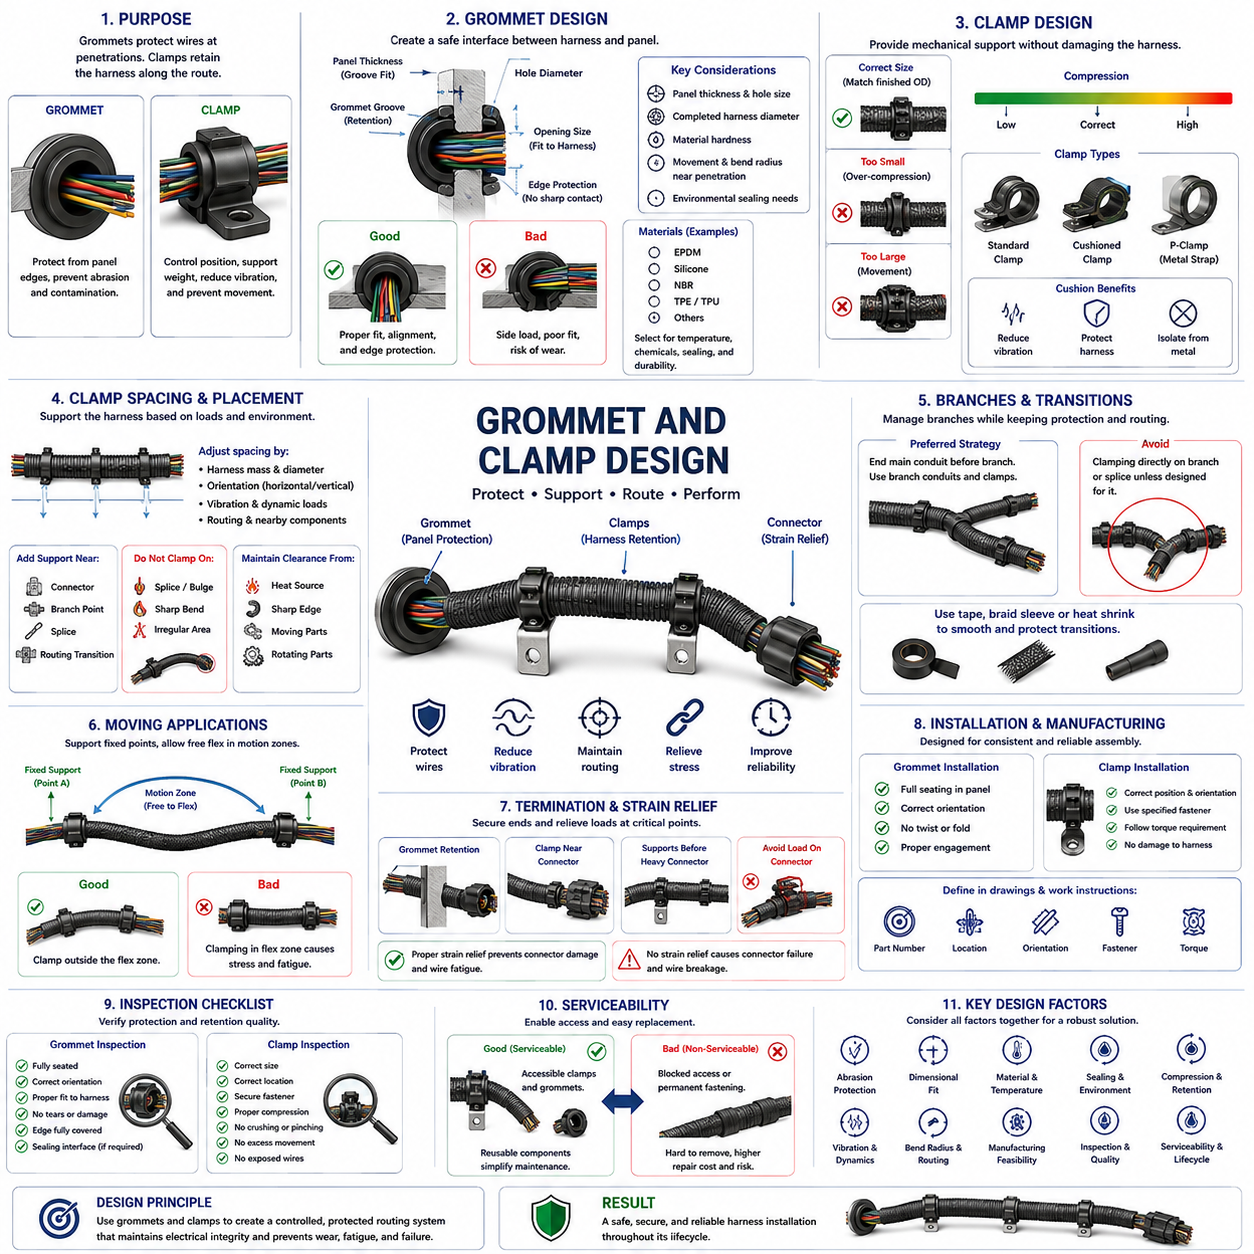 1. PURPOSE
Grommets protect wires at
penetrations. Clamps retain
the harness along the route.
GROMMET
Protect from panel
edges, prevent abrasion
and contamination.
CLAMP
Control position, support
weight, reduce vibration,
and prevent movement.
2. GROMMET DESIGN
Create a safe interface between harness and panel.
Panel Thickness
(Groove Fit)
Hole Diameter
Grommet Groove
(Retention)
Opening Size
(Fit to Harness)
Edge Protection
(No sharp contact)
Key Considerations
Panel thickness & hole size
Completed harness diameter
Material hardness
Movement & bend radius
near penetration
Environmental sealing needs
Good
Proper fit, alignment,
and edge protection.
Bad
Side load, poor fit,
risk of wear.
Materials (Examples)
EPDM
Silicone
NBR
TPE / TPU
Others
Select for temperature,
chemicals, sealing, and
durability.
3. CLAMP DESIGN
Provide mechanical support without damaging the harness.
Correct Size
(Match finished OD)
Too Small
(Over-compression)
Too Large
(Movement)
Compression
Low
Correct
High
Clamp Types
Standard
Clamp
Cushioned
Clamp
P-Clamp
(Metal Strap)
Cushion Benefits
Reduce
vibration
Protect
harness
Isolate from
metal
4. CLAMP SPACING & PLACEMENT
Support the harness based on loads and environment.
Adjust spacing by:
• Harness mass & diameter
• Orientation (horizontal/vertical)
• Vibration & dynamic loads
• Routing & nearby components
Add Support Near:
Connector
Branch Point
Splice
Routing Transition
Do Not Clamp On:
Splice / Bulge
Sharp Bend
Irregular Area
Maintain Clearance From:
Heat Source
Sharp Edge
Moving Parts
Rotating Parts
GROMMET AND
CLAMP DESIGN
Protect • Support • Route • Perform
Grommet
(Panel Protection)
Clamps
(Harness Retention)
Connector
(Strain Relief)
Protect
wires
Reduce
vibration
Maintain
routing
Relieve
stress
Improve
reliability
5. BRANCHES & TRANSITIONS
Manage branches while keeping protection and routing.
Preferred Strategy
End main conduit before branch.
Use branch conduits and clamps.
Avoid
Clamping directly on branch
or splice unless designed
for it.
Use tape, braid sleeve or heat shrink
to smooth and protect transitions.
6. MOVING APPLICATIONS
Support fixed points, allow free flex in motion zones.
Fixed Support
(Point A)
Motion Zone
(Free to Flex)
Fixed Support
(Point B)
Good
Clamp outside the flex zone.
Bad
Clamping in flex zone causes
stress and fatigue.
7. TERMINATION & STRAIN RELIEF
Secure ends and relieve loads at critical points.
Grommet Retention
Clamp Near
Connector
Supports Before
Heavy Connector
Avoid Load On
Connector
Proper strain relief prevents connector damage
and wire fatigue.
No strain relief causes connector failure
and wire breakage.
8. INSTALLATION & MANUFACTURING
Designed for consistent and reliable assembly.
Grommet Installation
Full seating in panel
Correct orientation
No twist or fold
Proper engagement
Clamp Installation
Correct position & orientation
Use specified fastener
Follow torque requirement
No damage to harness
Define in drawings & work instructions:
Part Number
Location
Orientation
Fastener
Torque
9. INSPECTION CHECKLIST
Verify protection and retention quality.
Grommet Inspection
Fully seated
Correct orientation
Proper fit to harness
No tears or damage
Edge fully covered
Sealing interface (if required)
Clamp Inspection
Correct size
Correct location
Secure fastener
Proper compression
No crushing or pinching
No excess movement
No exposed wires
10. SERVICEABILITY
Enable access and easy replacement.
Good (Serviceable)
Accessible clamps
and grommets.
Reusable components
simplify maintenance.
Bad (Non-Serviceable)
Blocked access or
permanent fastening.
Hard to remove, higher
repair cost and risk.
11. KEY DESIGN FACTORS
Consider all factors together for a robust solution.
Abrasion
Protection
Dimensional
Fit
Material &
Temperature
Sealing &
Environment
Compression &
Retention
Vibration &
Dynamics
Bend Radius &
Routing
Manufacturing
Feasibility
Inspection &
Quality
Serviceability &
Lifecycle
DESIGN PRINCIPLE
Use grommets and clamps to create a controlled, protected routing system
that maintains electrical integrity and prevents wear, fatigue, and failure.
RESULT
A safe, secure, and reliable harness installation
throughout its lifecycle.